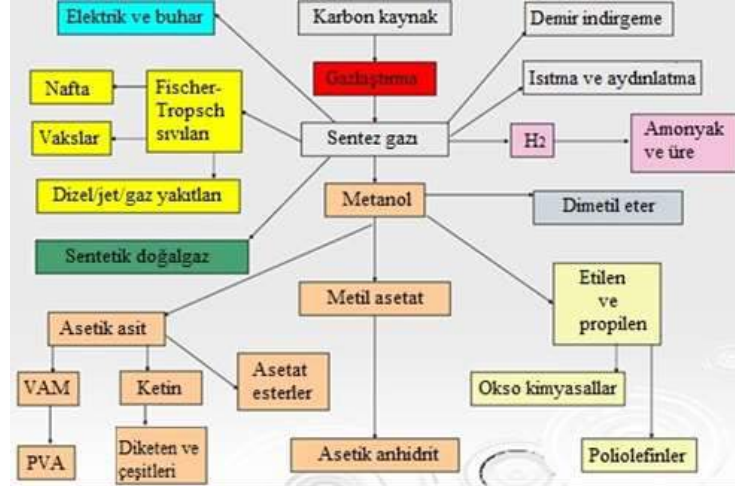 Elektrik ve buhar
Karbon kaynak
Demir indirgeme
Gazlaştırma
Isıtma ve aydınlatma
Nafta
Fischer-
Tropsch
sıvıları
Vakslar
Sentez gazı
H2
Amonyak
ve üre
Dizel/jet/gaz yakıtları
Metanol
Dimetil eter
Sentetik doğalgaz
Metil asetat
Etilen
ve
propilen
Asetik asit
Asetat
esterler
VAM
Ketin
Okso kimyasallar
PVA
Diketen ve
çeşitleri
Asetik anhidrit
Poliolefinler